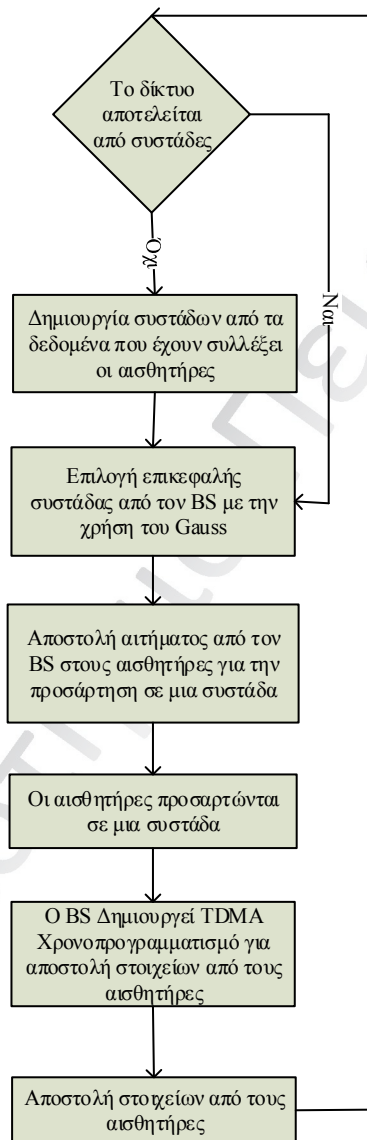 Το δίκτυο
αποτελείται
από συστάδες
Όχι
Ναι
Δημιουργία συστάδων από τα
δεδομένα που έχουν συλλέξει
οι αισθητήρες
Επιλογή επικεφαλής
συστάδας από τον BS με την
χρήση του Gauss
Αποστολή αιτήματος από τον
BS στους αισθητήρες για την
προσάρτηση σε μια συστάδα
Οι αισθητήρες προσαρτώνται
σε μια συστάδα
Ο BS Δημιουργεί TDMA
Χρονοπρογραμματισμό για
αποστολή στοιχείων από τους
αισθητήρες
Αποστολή στοιχείων από τους
αισθητήρες